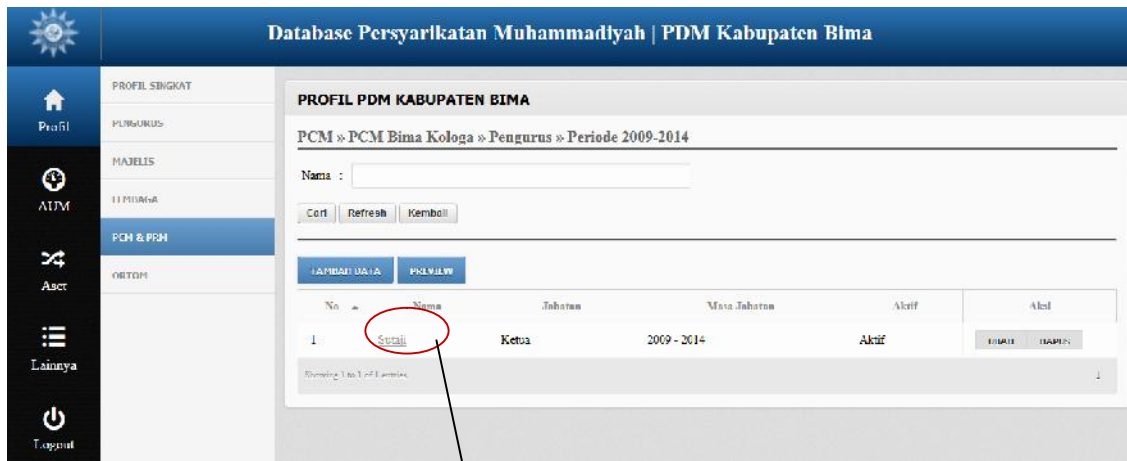 Database Persyarikatan Muhammadiyah | PDM Kabupaten Bima
Profil
AUM
Aset
Lainnya
Logout
PROFIL SINGKAT
PENGURUS
MAJELIS
LEMBAGA
PCM & PRM
ORTOM
PROFIL PDM KABUPATEN BIMA
PCM » PCM Bima Kologa » Pengurus » Periode 2009-2014
Nama :
Cari Refresh Kembali
TAMBAH DATA PREVIEW
No Nama Jabatan Masa Jabatan Aktif Aksi
1 Sutaji Ketua 2009 - 2014 Aktif UBAH HAPUS
Showing 1 to 1 of 1 entries 1